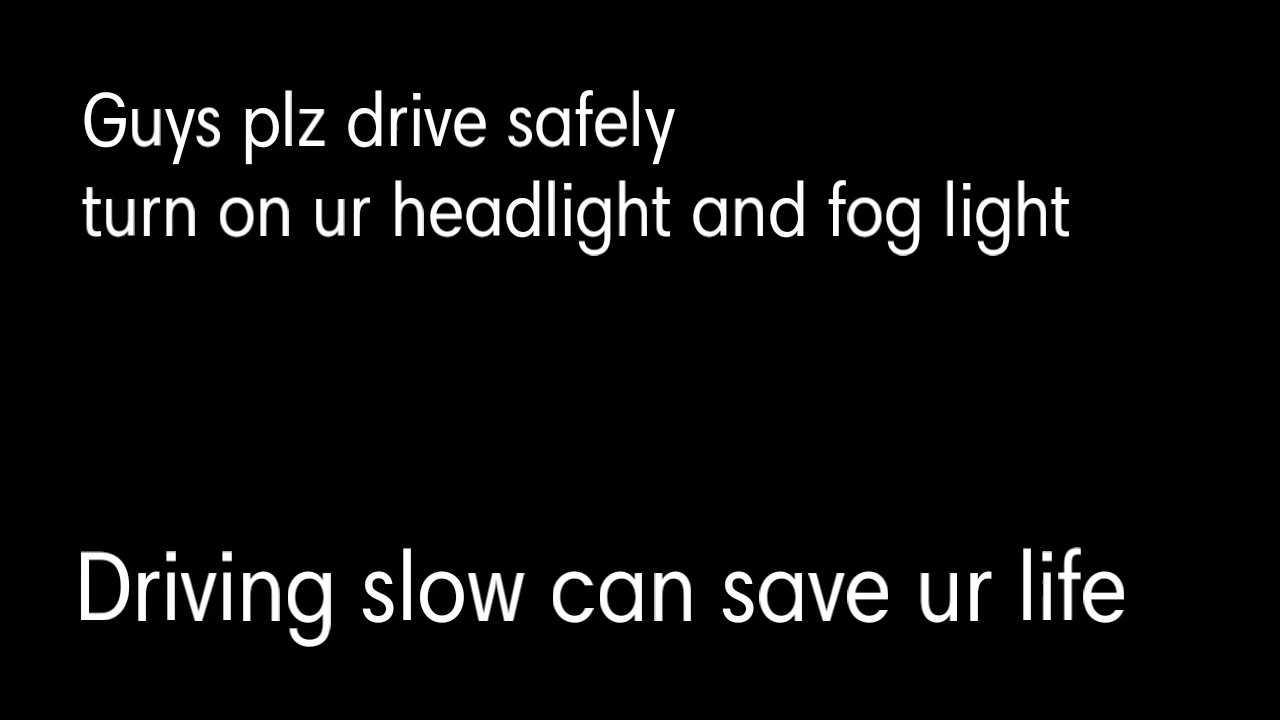 Guys plz drive safely
turn on ur headlight and fog light
Driving slow can save ur life